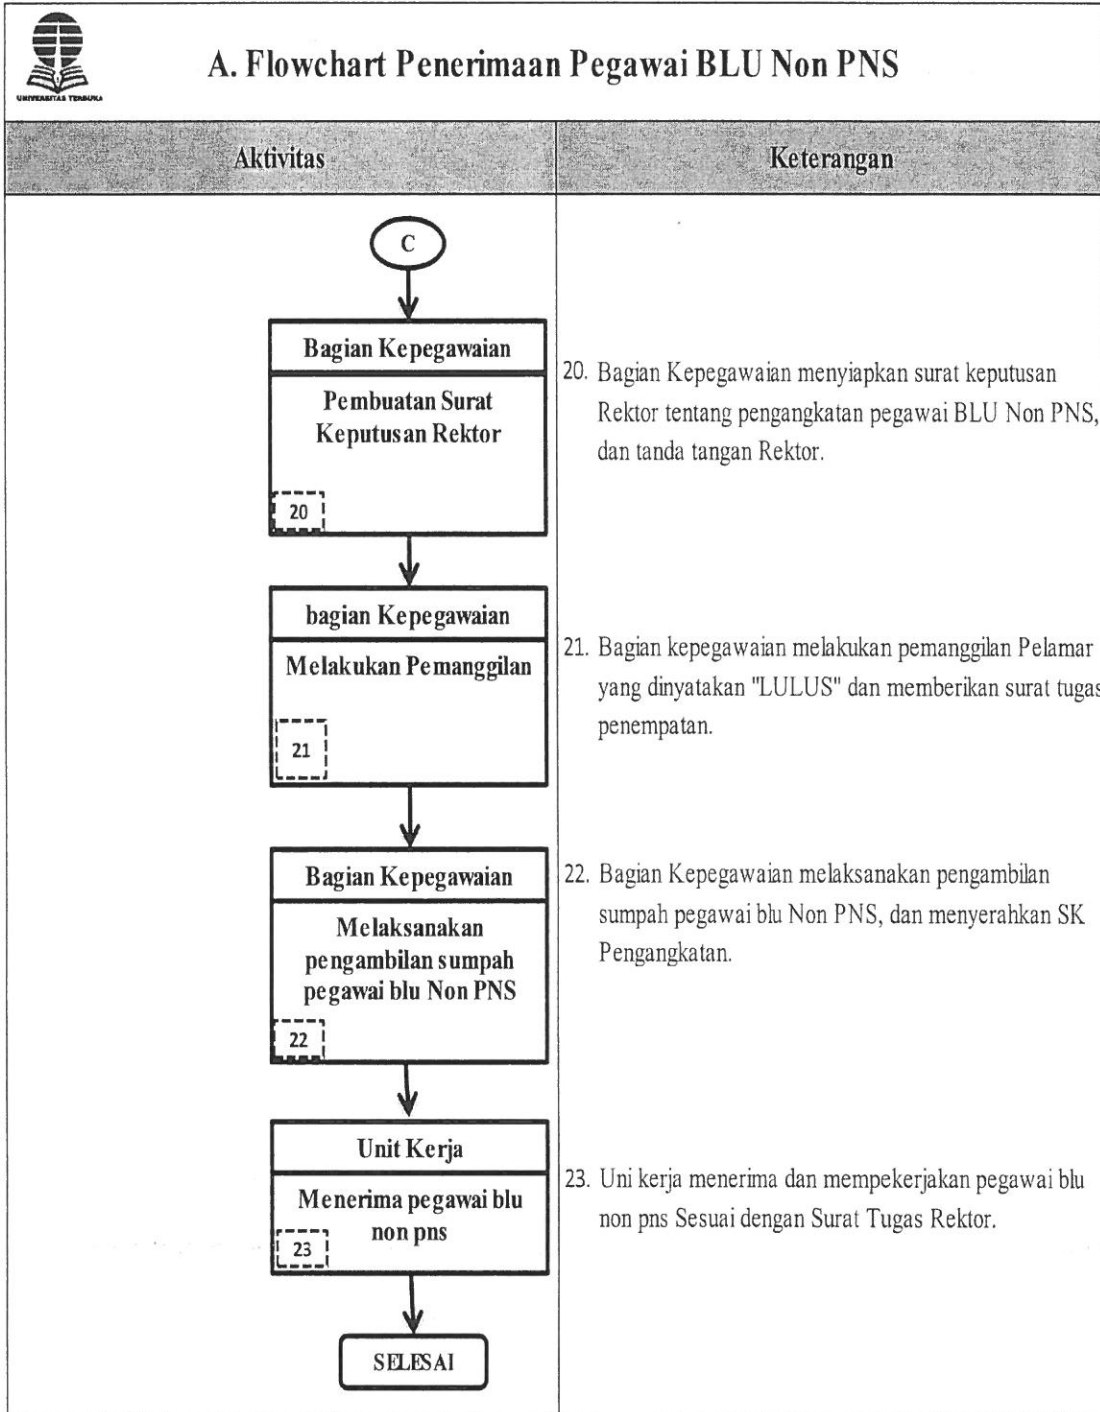 UNIVERSITAS TERBUKA
A. Flowchart Penerimaan Pegawai BLU Non PNS
Aktivitas
Keterangan
C
Bagian Kepegawaian
Pembuatan Surat
Keputusan Rektor
20
20. Bagian Kepegawaian menyiapkan surat keputusan
Rektor tentang pengangkatan pegawai BLU Non PNS,
dan tanda tangan Rektor.
bagian Kepegawaian
Melakukan Pemanggilan
21
21. Bagian kepegawaian melakukan pemanggilan Pelamar
yang dinyatakan "LULUS" dan memberikan surat tugas
penempatan.
Bagian Kepegawaian
Melaksanakan
pengambilan sumpah
pegawai blu Non PNS
22
22. Bagian Kepegawaian melaksanakan pengambilan
sumpah pegawai blu Non PNS, dan menyerahkan SK
Pengangkatan.
Unit Kerja
Menerima pegawai blu
non pns
23
23. Uni kerja menerima dan mempekerjakan pegawai blu
non pns Sesuai dengan Surat Tugas Rektor.
SELESAI